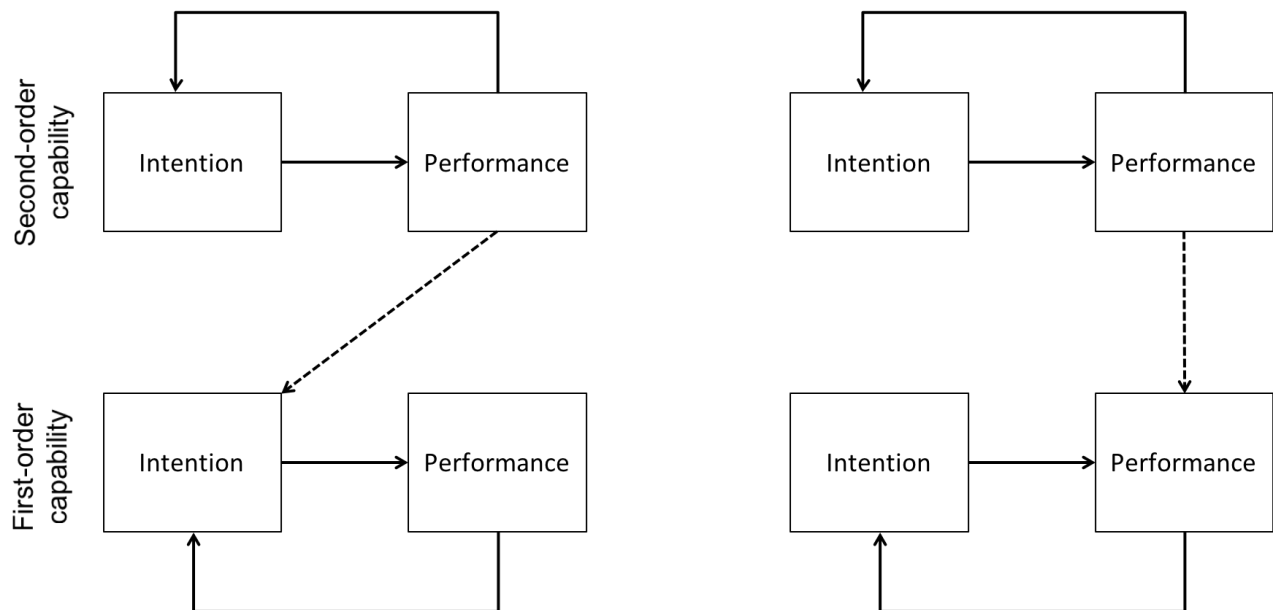 Second-order
capability
Intention
Performance
Intention
Performance
First-order
capability
Intention
Performance
Intention
Performance